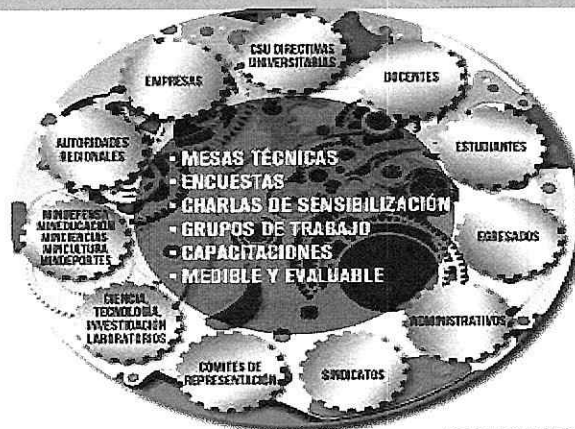 CSU DIRECTIVAS
UNIVERSITARIAS
DOCENTES
ESTUDIANTES
EGRESADOS
ADMINISTRATIVOS
SINDICATOS
COMITÉS DE
REPRESENTACIÓN
CIENCIA,
TECNOLOGIA,
INVESTIGACIÓN
LABORATORIOS
MINDEFENSA
MINEDUCACIÓN
MINCIENCIAS
MINCULTURA
MINDEPORTES
AUTORIDADES
REGIONALES
EMPRESAS
- MESAS TÉCNICAS
- ENCUESTAS
- CHARLAS DE SENSIBILIZACIÓN
- GRUPOS DE TRABAJO
- CAPACITACIONES
- MEDIBLE Y EVALUABLE